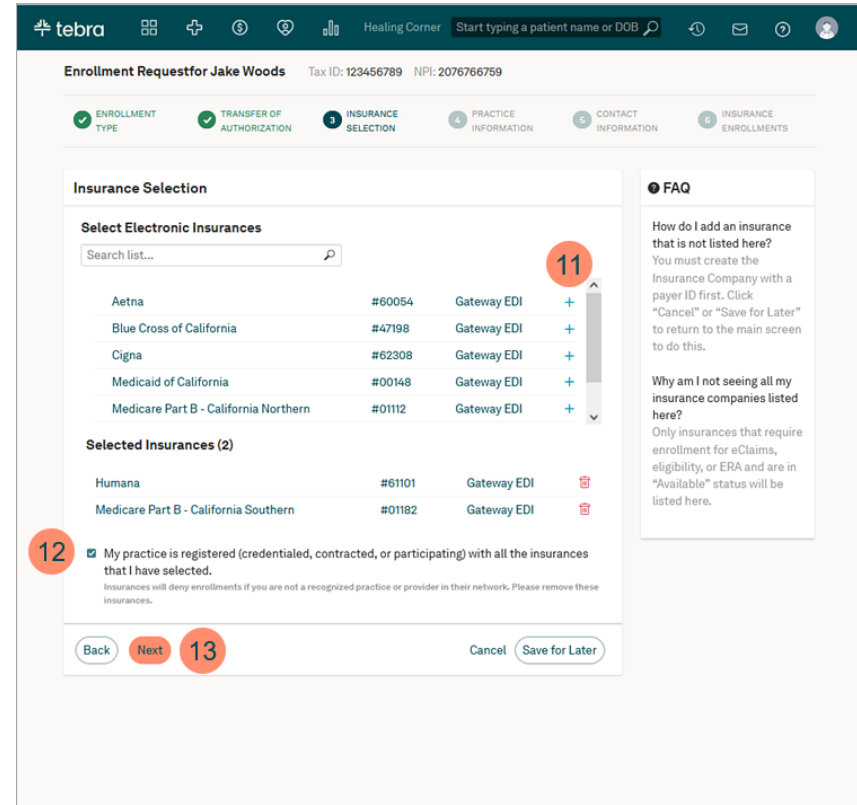 tebra
Healing Corner
Start typing a patient name or DOB
Enrollment Requestfor Jake Woods Tax ID: 123456789 NPI: 2076766759
ENROLLMENT
TYPE
TRANSFER OF
AUTHORIZATION
3
INSURANCE
SELECTION
4
PRACTICE
INFORMATION
5
CONTACT
INFORMATION
6
INSURANCE
ENROLLMENTS
Insurance Selection
Select Electronic Insurances
Search list...
11
Aetna #60054 Gateway EDI +
Blue Cross of California #47198 Gateway EDI +
Cigna #62308 Gateway EDI +
Medicaid of California #00148 Gateway EDI +
Medicare Part B - California Northern #01112 Gateway EDI +
Selected Insurances (2)
Humana #61101 Gateway EDI
Medicare Part B - California Southern #01182 Gateway EDI
12
My practice is registered (credentialed, contracted, or participating) with all the insurances
that I have selected.
Insurances will deny enrollments if you are not a recognized practice or provider in their network. Please remove these
insurances.
Back Next 13 Cancel Save for Later
? FAQ
How do I add an insurance
that is not listed here?
You must create the
Insurance Company with a
payer ID first. Click
“Cancel” or “Save for Later”
to return to the main screen
to do this.
Why am I not seeing all my
insurance companies listed
here?
Only insurances that require
enrollment for eClaims,
eligibility, or ERA and are in
“Available” status will be
listed here.